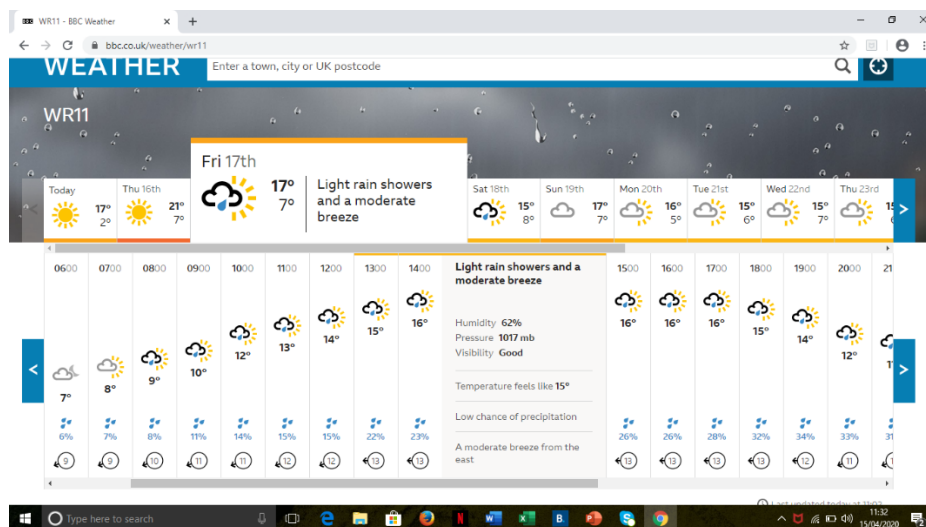 WR11 - BBC Weather
bbc.co.uk/weather/wr11
WEATHER
Enter a town, city or UK postcode
WR11
Today
17°
2°
Thu 16th
21°
7°
Fri 17th
17°
7°
Light rain showers
and a moderate
breeze
Sat 18th
15°
8°
Sun 19th
17°
7°
Mon 20th
16°
5°
Tue 21st
15°
6°
Wed 22nd
15°
7°
Thu 23rd
0600 0700 0800 0900 1000 1100 1200 1300 1400
7° 8° 9° 10° 12° 13° 14° 15° 16°
6% 7% 8% 11% 14% 15% 15% 22% 23%
9 9 10 11 11 12 12 13 13
Light rain showers and a
moderate breeze
Humidity 62%
Pressure 1017 mb
Visibility Good
Temperature feels like 15°
Low chance of precipitation
A moderate breeze from the
east
1500 1600 1700 1800 1900 2000 21
16° 16° 16° 15° 14° 12°
26% 26% 28% 32% 34% 33% 31
13 13 13 13 12 11
Type here to search
11:32
15/04/2020